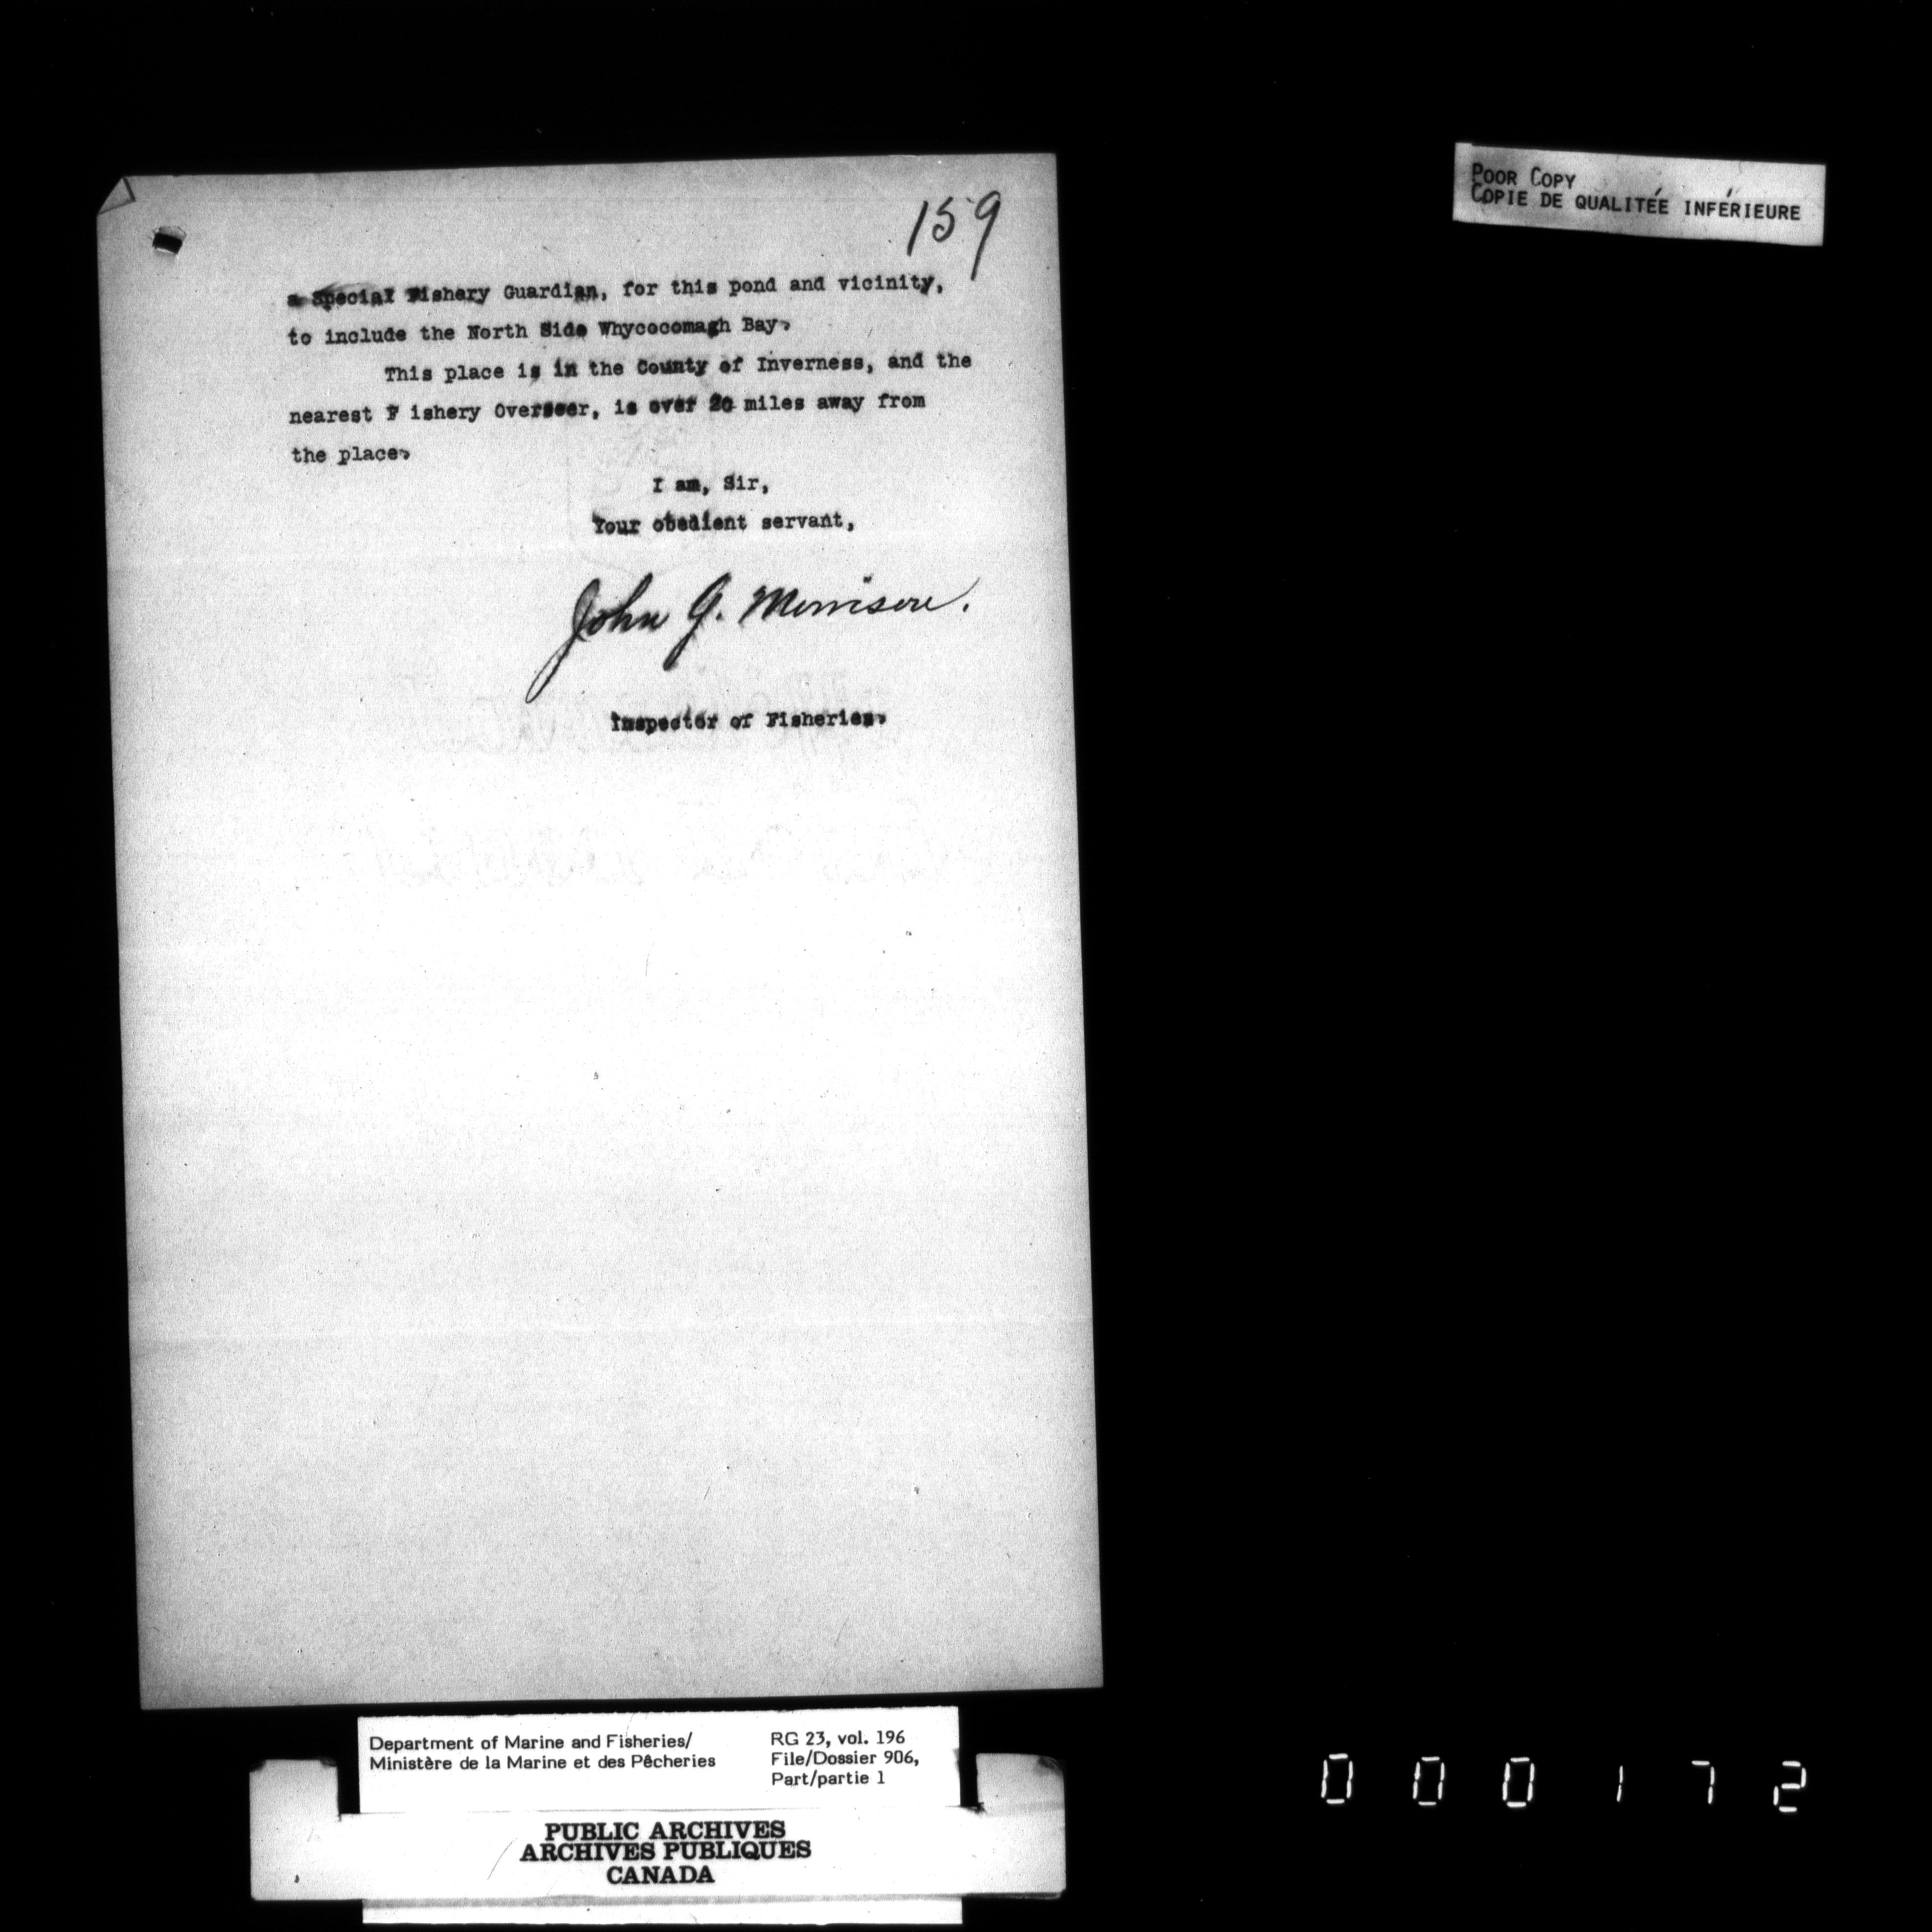 159
a Special Fishery Guardian, for this pond and vicinity,
to include the North Side Whycocomagh Bay.
This place is in the County of Inverness, and the
nearest F ishery Overseer, is over 20 miles away from
the place.
I am, Sir,
Your obedient servant,
John G. Morrison.
Inspector of Fisheries.
POOR COPY
COPIE DE QUALITÉE INFÉRIEURE
Department of Marine and Fisheries/
Ministère de la Marine et des Pêcheries
RG 23, vol. 196
File/Dossier 906,
Part/partie 1
PUBLIC ARCHIVES
ARCHIVES PUBLIQUES
CANADA
000172